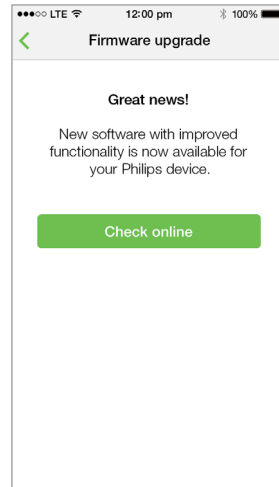 LTE 12:00 pm 100%
Firmware upgrade
Great news!
New software with improved
functionality is now available for
your Philips device.
Check online